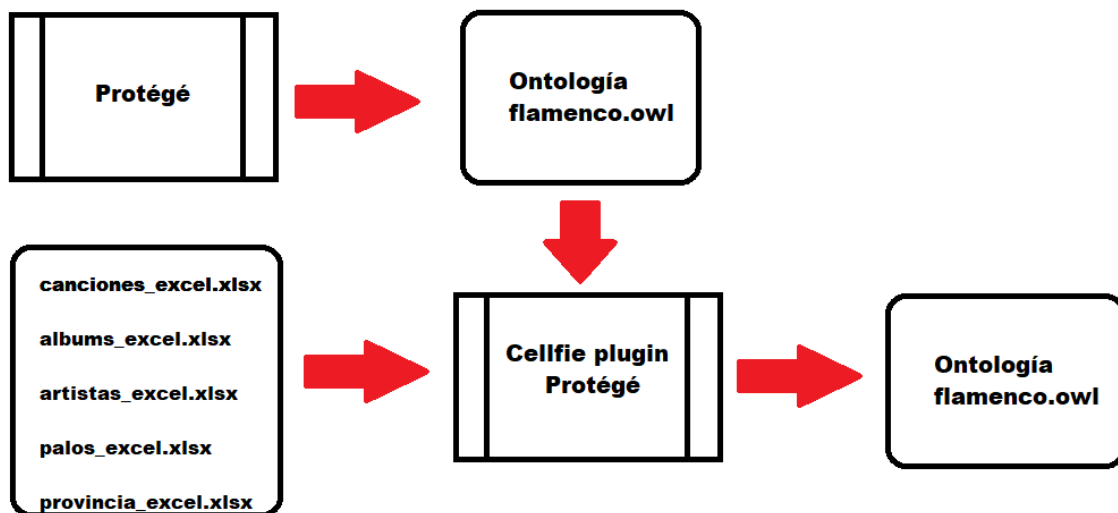 Protégé
Ontología
flamenco.owl
canciones_excel.xlsx
albums_excel.xlsx
artistas_excel.xlsx
palos_excel.xlsx
provincia_excel.xlsx
Cellfie plugin
Protégé
Ontología
flamenco.owl